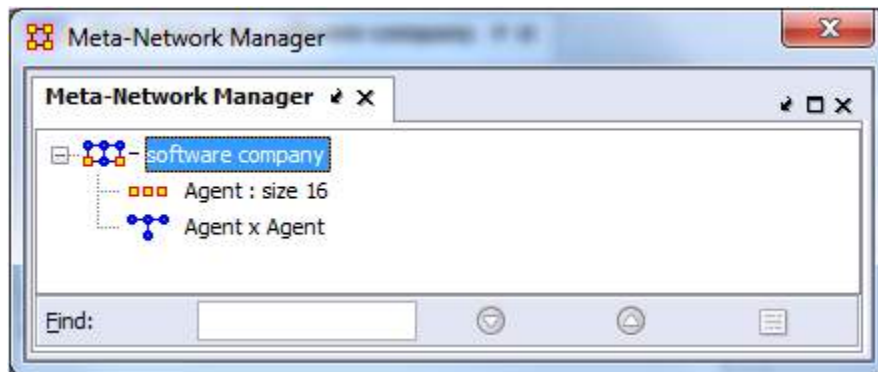 Meta-Network Manager
Meta-Network Manager
software company
Agent : size 16
Agent x Agent
Find: